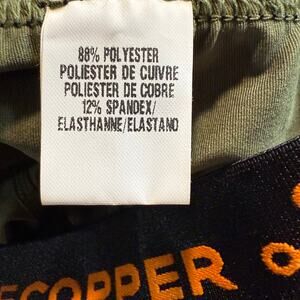 88% POLYESTER
POLIESTER DE CUIVRE
POLIESTER DE COBRE
12% SPANDEX/
ELASTHANNE/ELASTANO
COPPER